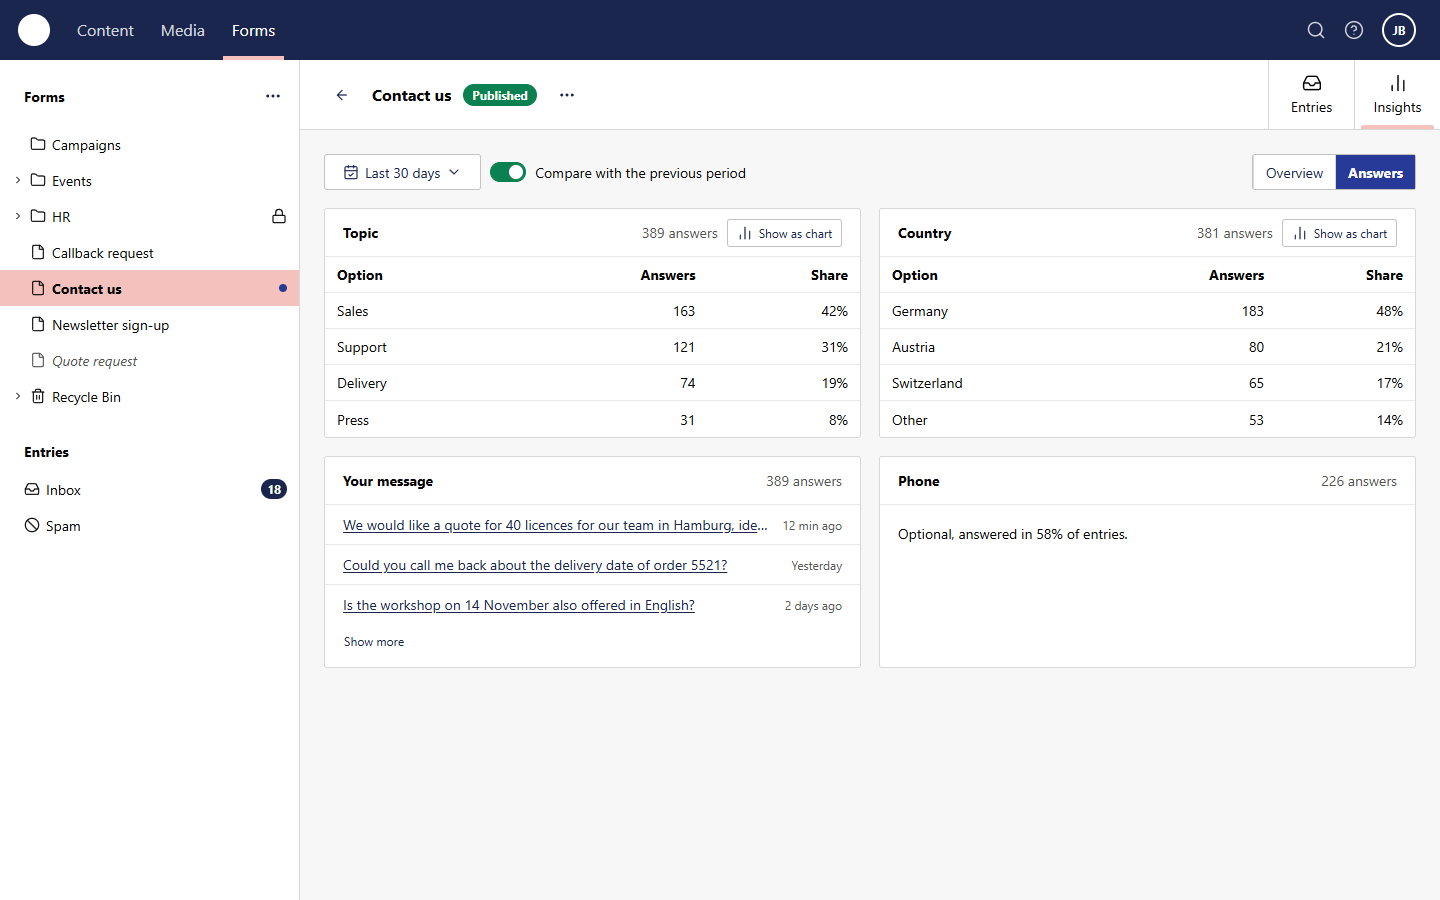 Content Media Forms JB
Forms
Campaigns
Events
HR
Callback request
Contact us
Newsletter sign-up
Quote request
Recycle Bin
Entries
Inbox 18
Spam
Contact us Published
Entries
Insights
Last 30 days
Compare with the previous period
Overview Answers
Topic 389 answers Show as chart
Option Answers Share
Sales 163 42%
Support 121 31%
Delivery 74 19%
Press 31 8%
Country 381 answers Show as chart
Option Answers Share
Germany 183 48%
Austria 80 21%
Switzerland 65 17%
Other 53 14%
Your message 389 answers
We would like a quote for 40 licences for our team in Hamburg, ide... 12 min ago
Could you call me back about the delivery date of order 5521? Yesterday
Is the workshop on 14 November also offered in English? 2 days ago
Show more
Phone 226 answers
Optional, answered in 58% of entries.